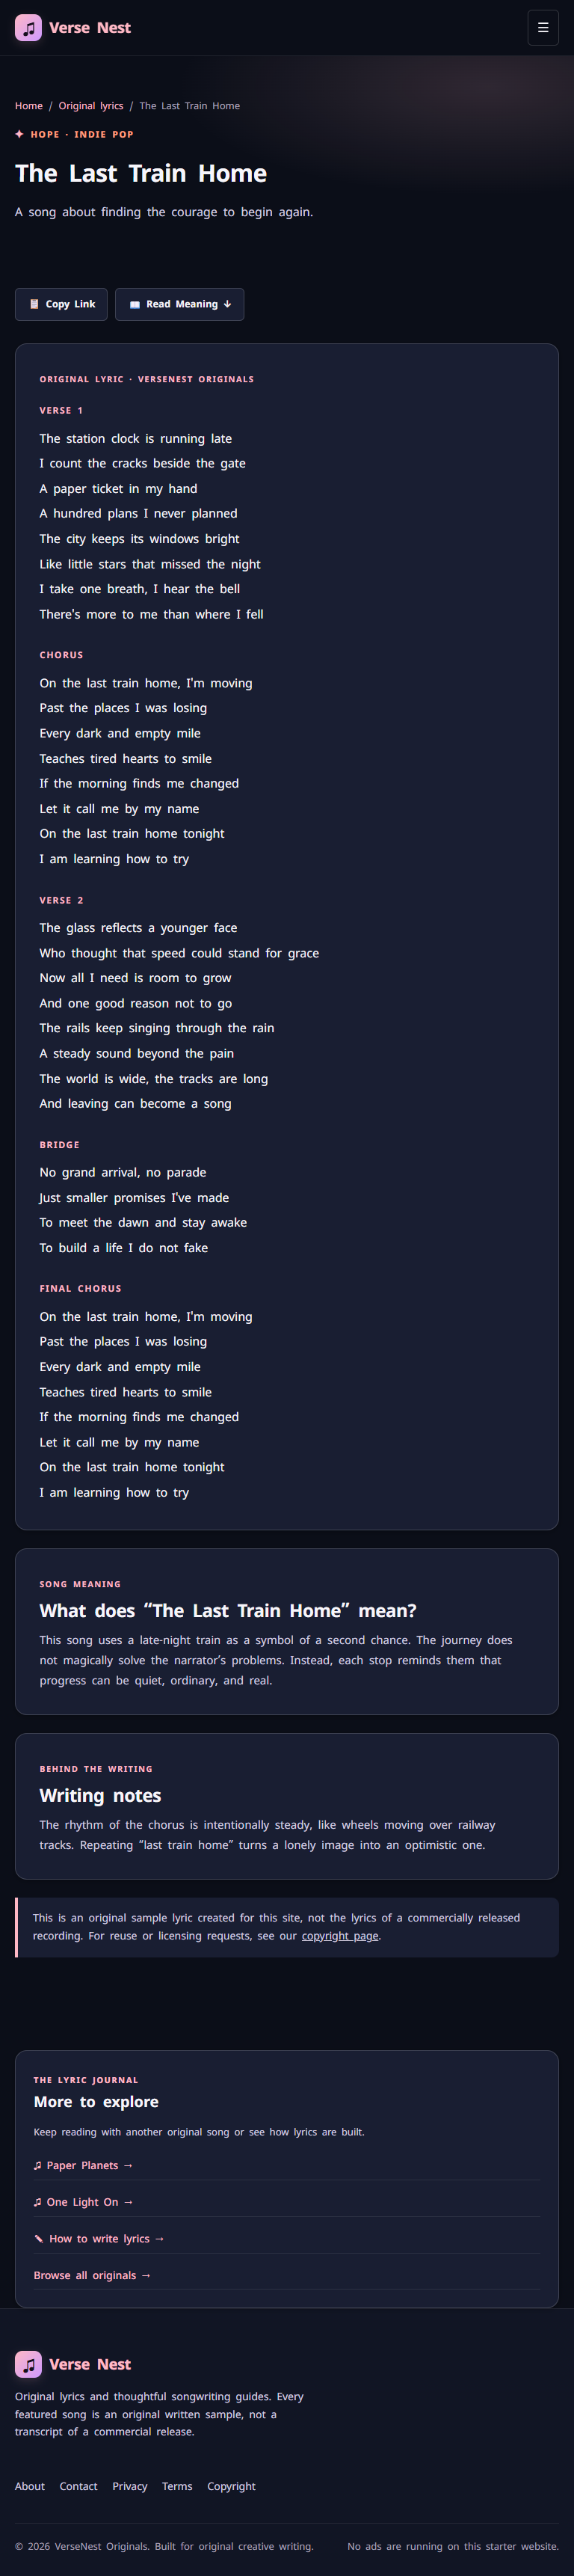 Verse Nest
☰
Home / Original lyrics / The Last Train Home
✦ HOPE · INDIE POP
The Last Train Home
A song about finding the courage to begin again.
📋 Copy Link 📖 Read Meaning ↓
ORIGINAL LYRIC · VERSENEST ORIGINALS
VERSE 1
The station clock is running late
I count the cracks beside the gate
A paper ticket in my hand
A hundred plans I never planned
The city keeps its windows bright
Like little stars that missed the night
I take one breath, I hear the bell
There's more to me than where I fell
CHORUS
On the last train home, I'm moving
Past the places I was losing
Every dark and empty mile
Teaches tired hearts to smile
If the morning finds me changed
Let it call me by my name
On the last train home tonight
I am learning how to try
VERSE 2
The glass reflects a younger face
Who thought that speed could stand for grace
Now all I need is room to grow
And one good reason not to go
The rails keep singing through the rain
A steady sound beyond the pain
The world is wide, the tracks are long
And leaving can become a song
BRIDGE
No grand arrival, no parade
Just smaller promises I've made
To meet the dawn and stay awake
To build a life I do not fake
FINAL CHORUS
On the last train home, I'm moving
Past the places I was losing
Every dark and empty mile
Teaches tired hearts to smile
If the morning finds me changed
Let it call me by my name
On the last train home tonight
I am learning how to try
SONG MEANING
What does “The Last Train Home” mean?
This song uses a late-night train as a symbol of a second chance. The journey does
not magically solve the narrator’s problems. Instead, each stop reminds them that
progress can be quiet, ordinary, and real.
BEHIND THE WRITING
Writing notes
The rhythm of the chorus is intentionally steady, like wheels moving over railway
tracks. Repeating “last train home” turns a lonely image into an optimistic one.
This is an original sample lyric created for this site, not the lyrics of a commercially released
recording. For reuse or licensing requests, see our copyright page.
THE LYRIC JOURNAL
More to explore
Keep reading with another original song or see how lyrics are built.
♫ Paper Planets →
♫ One Light On →
✎ How to write lyrics →
Browse all originals →
Verse Nest
Original lyrics and thoughtful songwriting guides. Every
featured song is an original written sample, not a
transcript of a commercial release.
About Contact Privacy Terms Copyright
© 2026 VerseNest Originals. Built for original creative writing. No ads are running on this starter website.